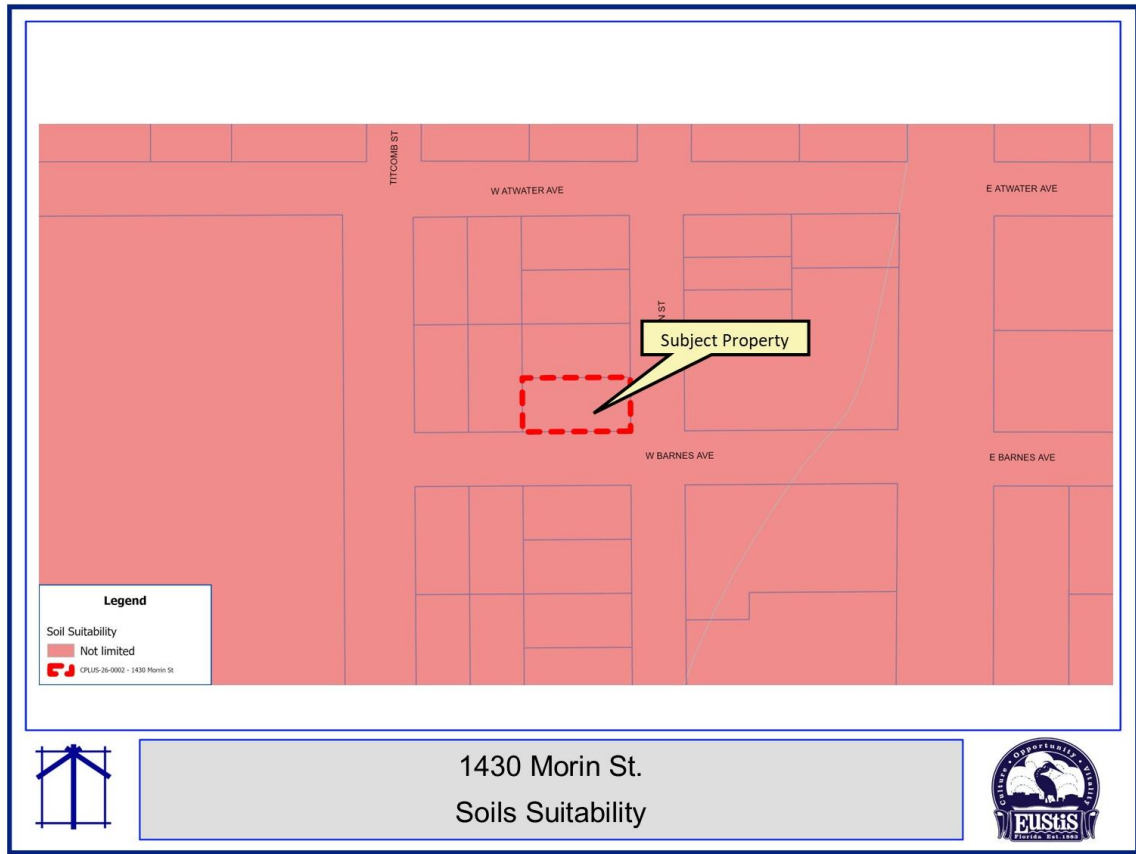 TITCOMB ST
W ATWATER AVE
E ATWATER AVE
N ST
Subject Property
W BARNES AVE
E BARNES AVE
Legend
Soil Suitability
Not limited
CPLUS-26-0002 - 1430 Morrin St
1430 Morin St.
Soils Suitability
Culture • Opportunity • Vitality
EUSTIS
Florida Est.1883